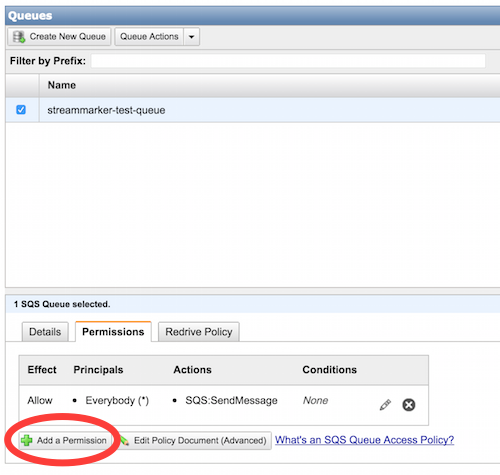 Queues
Create New Queue Queue Actions
Filter by Prefix:
Name
streammarker-test-queue
1 SQS Queue selected.
Details Permissions Redrive Policy
Effect Principals Actions Conditions
Allow • Everybody (*) • SQS:SendMessage None
Add a Permission Edit Policy Document (Advanced) What's an SQS Queue Access Policy?